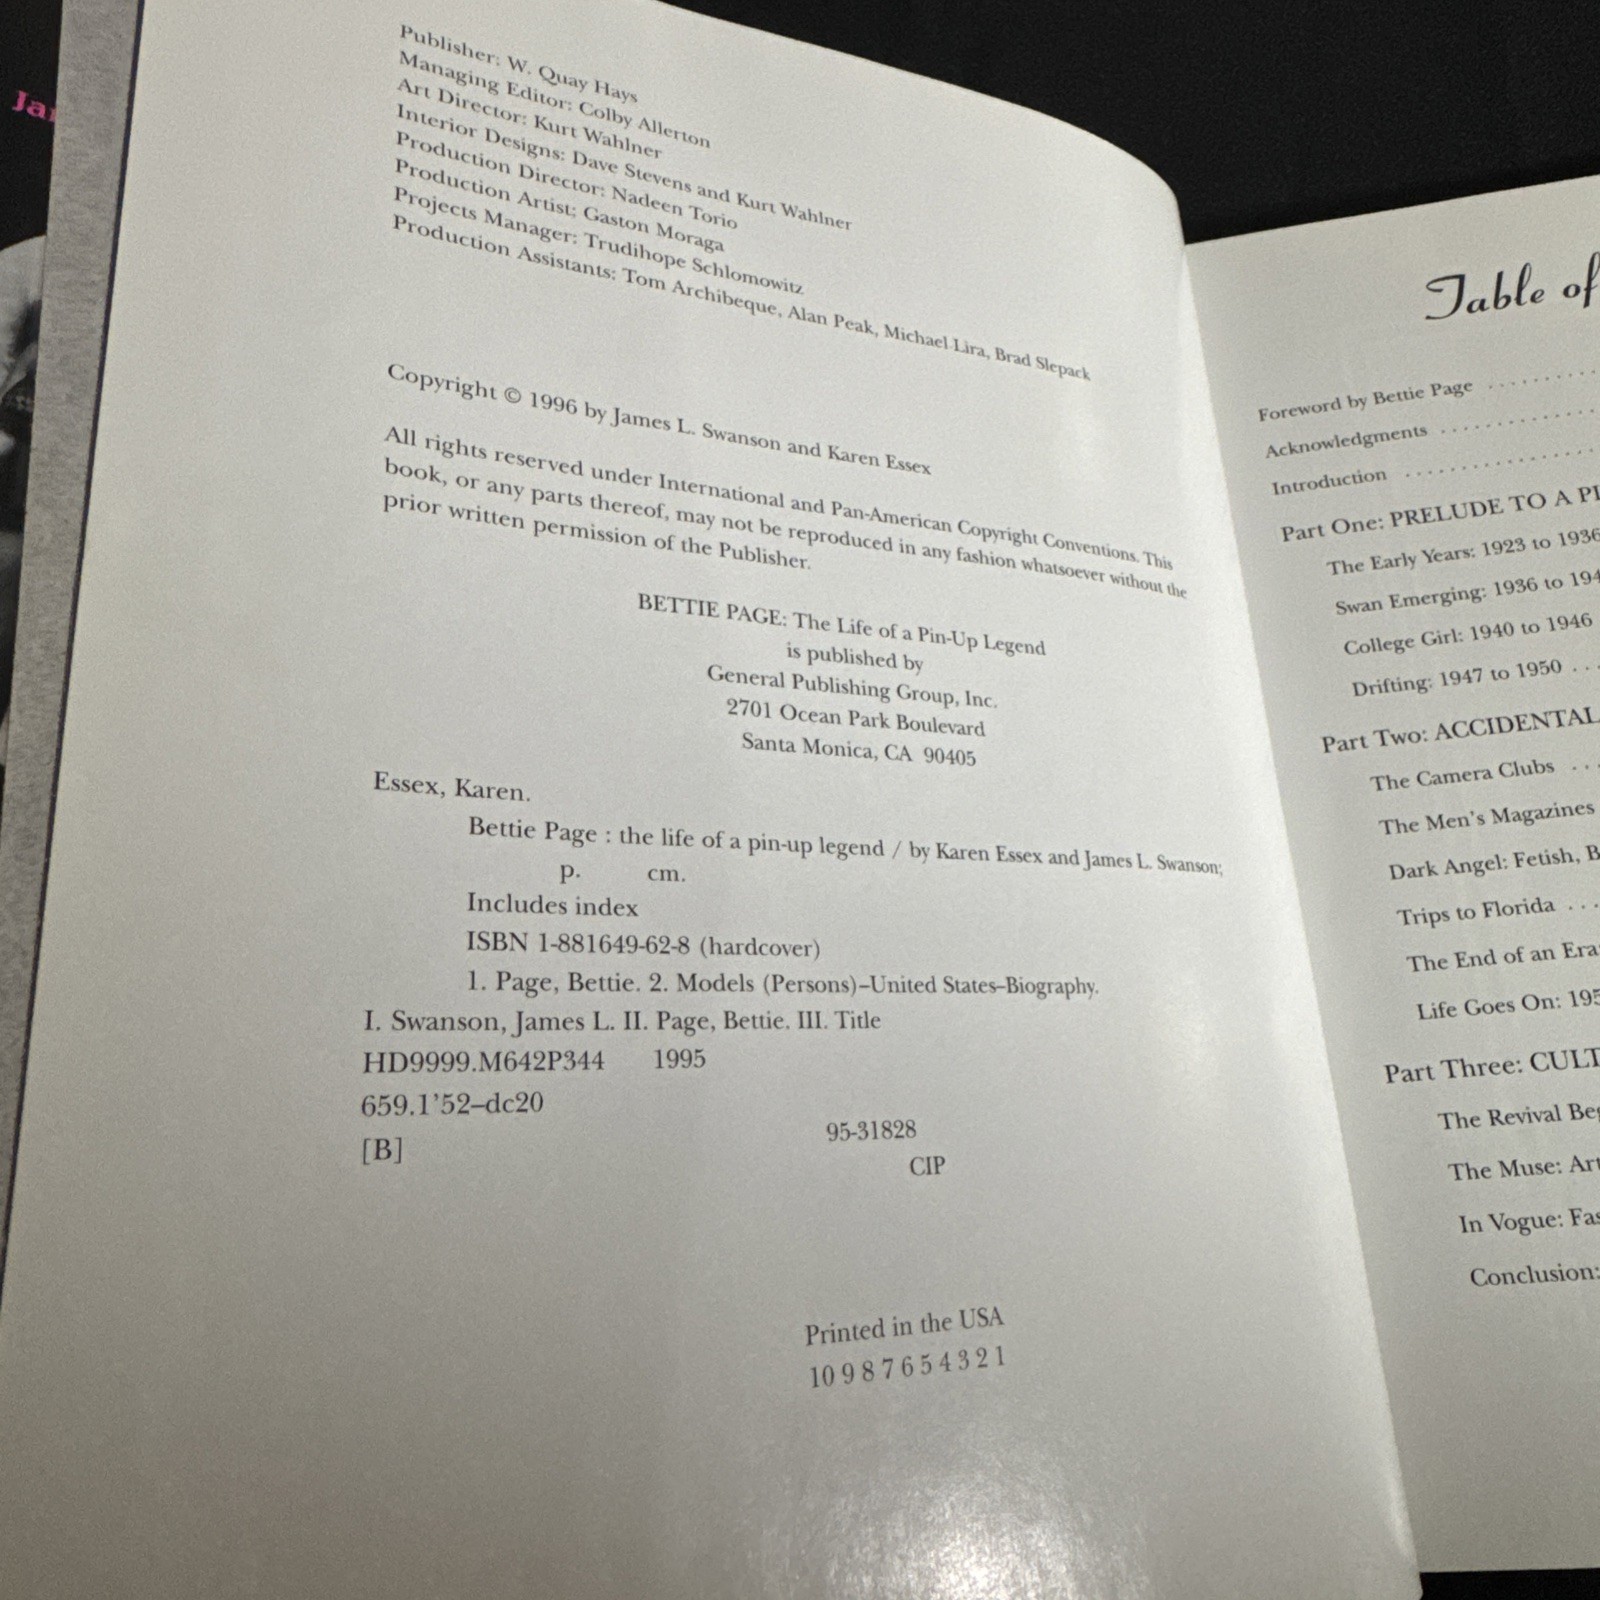 Jam
Publisher: W. Quay Hays
Managing Editor: Colby Allerton
Art Director: Kurt Wahlner
Interior Designs: Dave Stevens and Kurt Wahlner
Production Director: Nadeen Torio
Production Artist: Gaston Moraga
Projects Manager: Trudihope Schlomowitz
Production Assistants: Tom Archibeque, Alan Peak, Michael Lira, Brad Slepack
Copyright © 1996 by James L. Swanson and Karen Essex
All rights reserved under International and Pan-American Copyright Conventions. This
book, or any parts thereof, may not be reproduced in any fashion whatsoever without the
prior written permission of the Publisher.
BETTIE PAGE: The Life of a Pin-Up Legend
is published by
General Publishing Group, Inc.
2701 Ocean Park Boulevard
Santa Monica, CA 90405
Essex, Karen.
Bettie Page : the life of a pin-up legend / by Karen Essex and James L. Swanson;
p. cm.
Includes index
ISBN 1-881649-62-8 (hardcover)
1. Page, Bettie. 2. Models (Persons)–United States–Biography.
I. Swanson, James L. II. Page, Bettie. III. Title
HD9999.M642P344 1995
659.1'52–dc20
[B]
95-31828
CIP
Printed in the USA
10 9 8 7 6 5 4 3 2 1
Table of
Foreword by Bettie Page . . . . . . . . . .
Acknowledgments . . . . . . . . . . . . . .
Introduction . . . . . . . . . . . . . . . . .
Part One: PRELUDE TO A
The Early Years: 1923 to 1936
Swan Emerging: 1936 to
College Girl: 1940 to 1946
Drifting: 1947 to 1950 . . .
Part Two: ACCIDENTAL
The Camera Clubs . . .
The Men's Magazines
Dark Angel: Fetish,
Trips to Florida . . .
The End of an Era
Life Goes On:
Part Three:
The Revival
The Muse:
In Vogue:
Conclusion: